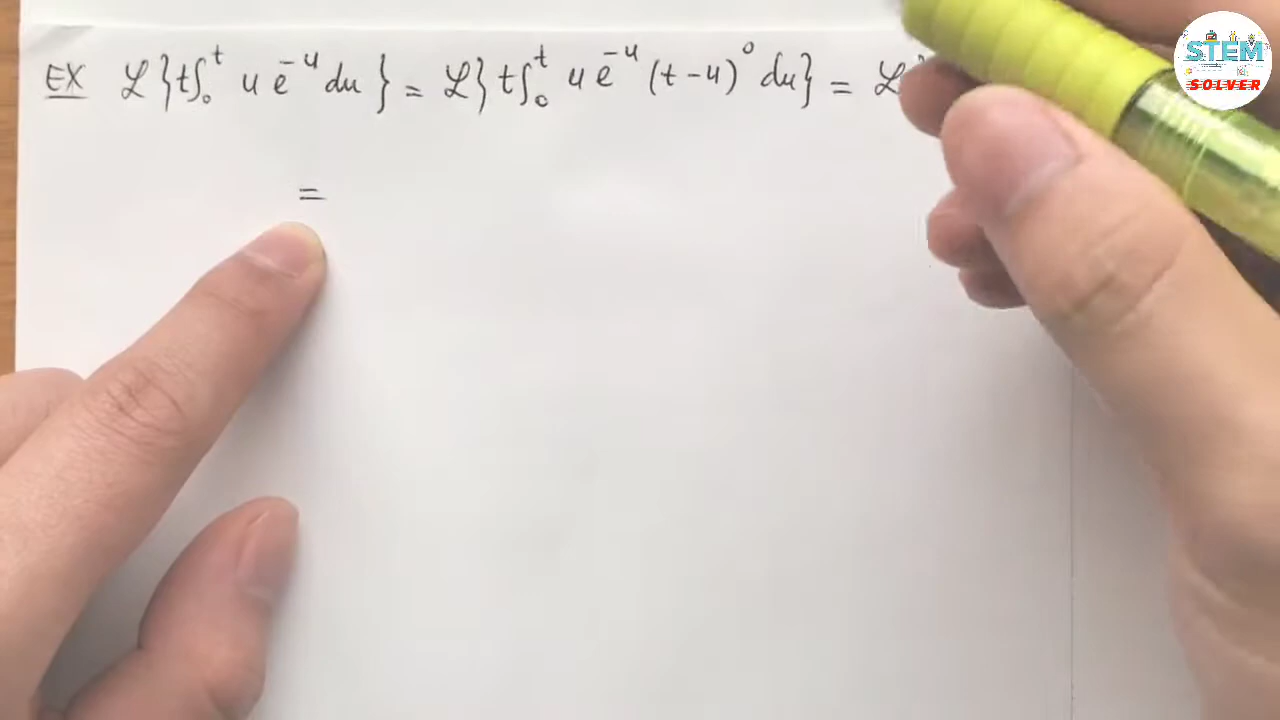 EX ℒ{t∫₀ᵗ u e⁻ᵘ du} = ℒ{t∫₀ᵗ u e⁻ᵘ (t-u)⁰ du} = ℒ
=
STEM
SOLVER